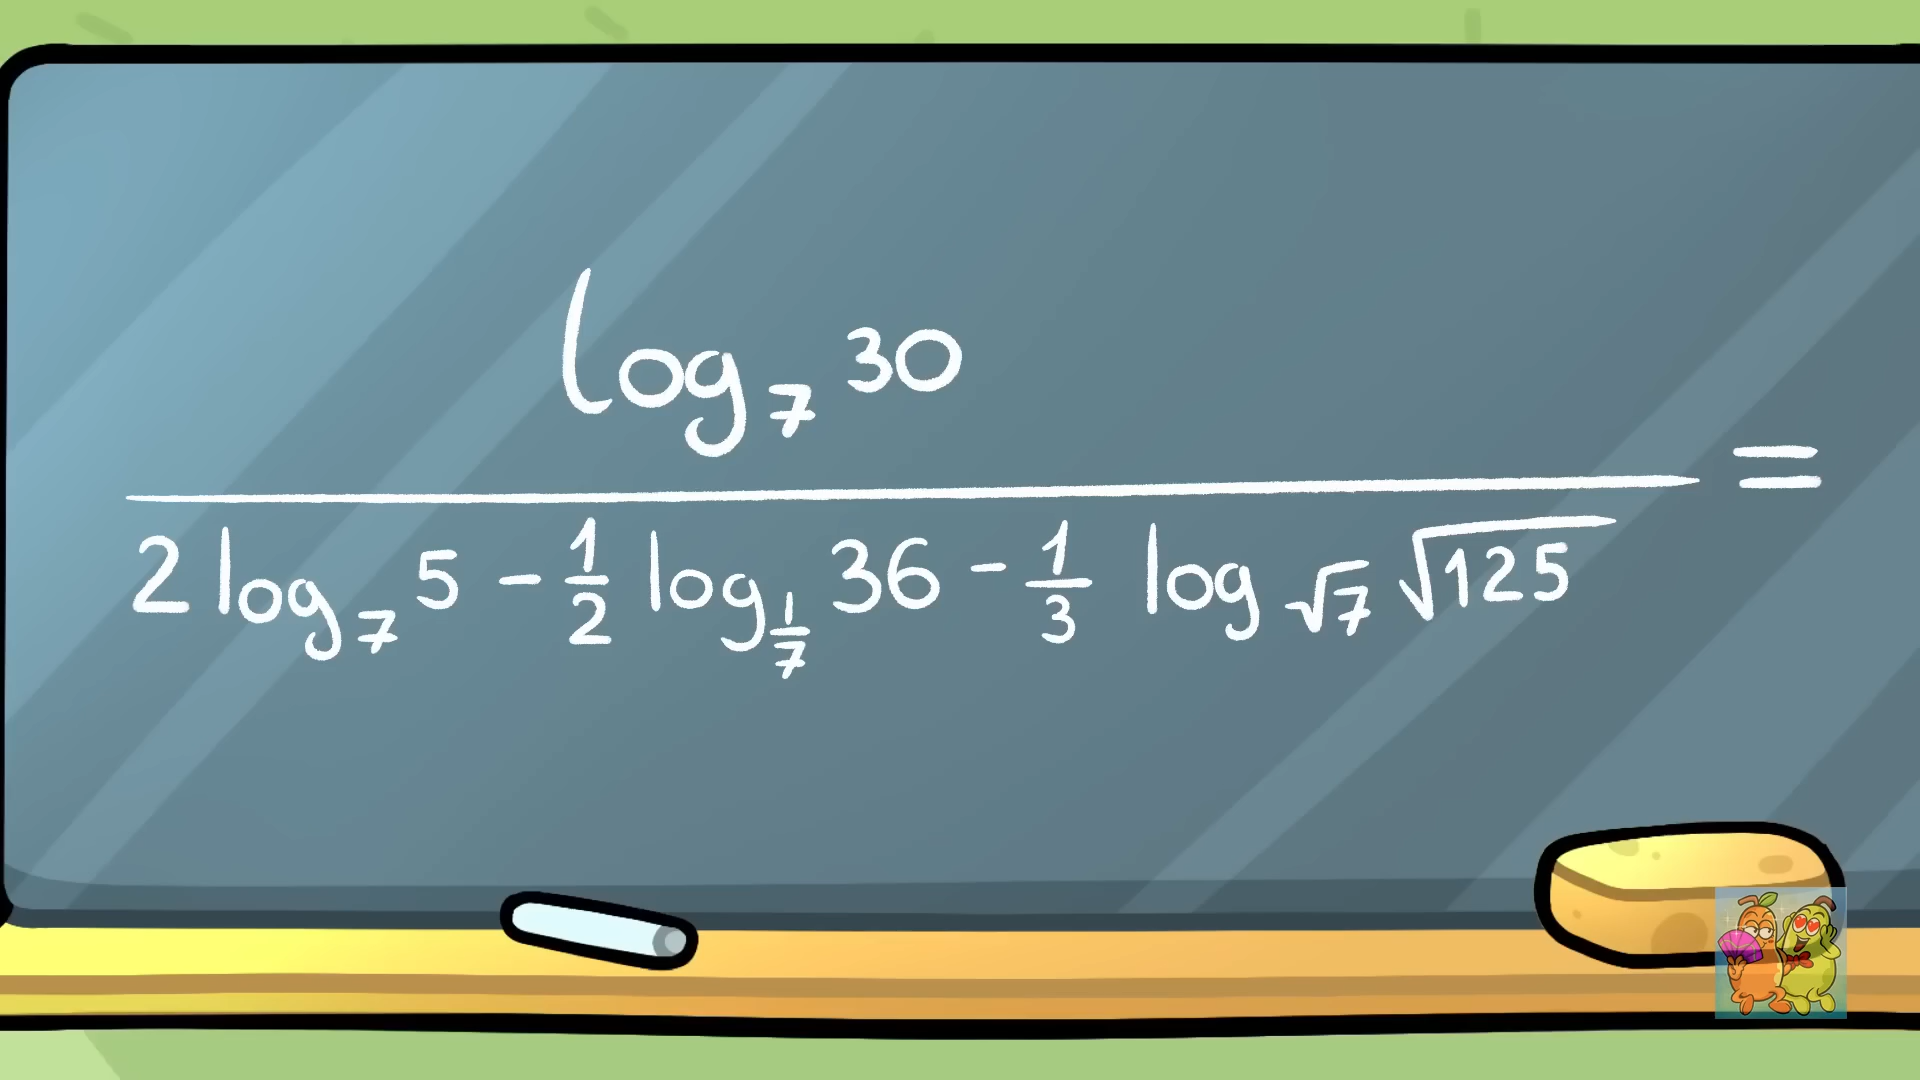 log₇ 30
=
2 log₇ 5 - 1/2 log_(1/7) 36 - 1/3 log_(√7) √125